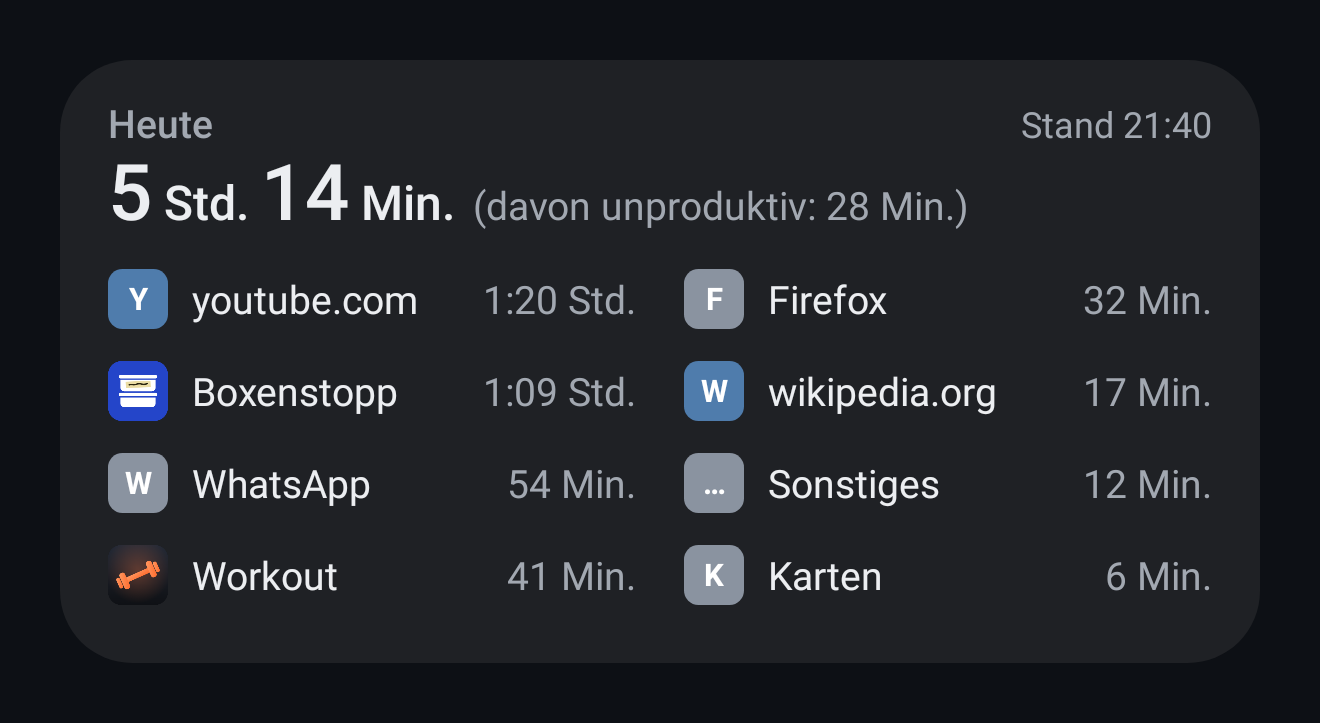 Heute
Stand 21:40
5 Std. 14 Min. (davon unproduktiv: 28 Min.)
Y youtube.com 1:20 Std.
F Firefox 32 Min.
Boxenstopp 1:09 Std.
W wikipedia.org 17 Min.
W WhatsApp 54 Min.
... Sonstiges 12 Min.
Workout 41 Min.
K Karten 6 Min.